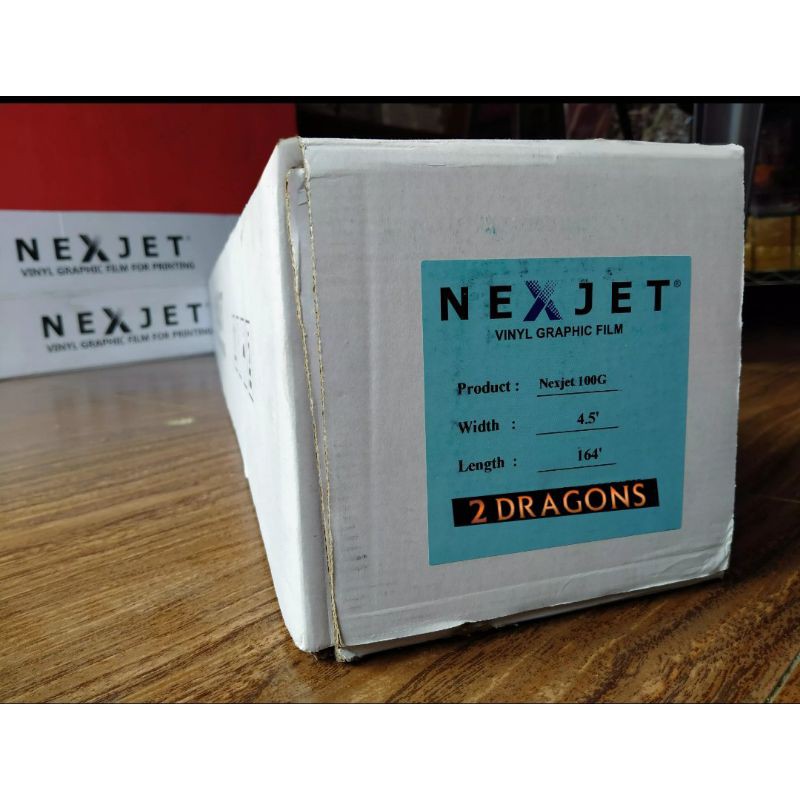 NEXJET
VINYL GRAPHIC FILM FOR PRINTING
NEXJET
VINYL GRAPHIC FILM FOR PRINTING
NEXJET®
VINYL GRAPHIC FILM
Product : Nexjet 100G
Width : 4.5'
Length : 164'
2 DRAGONS